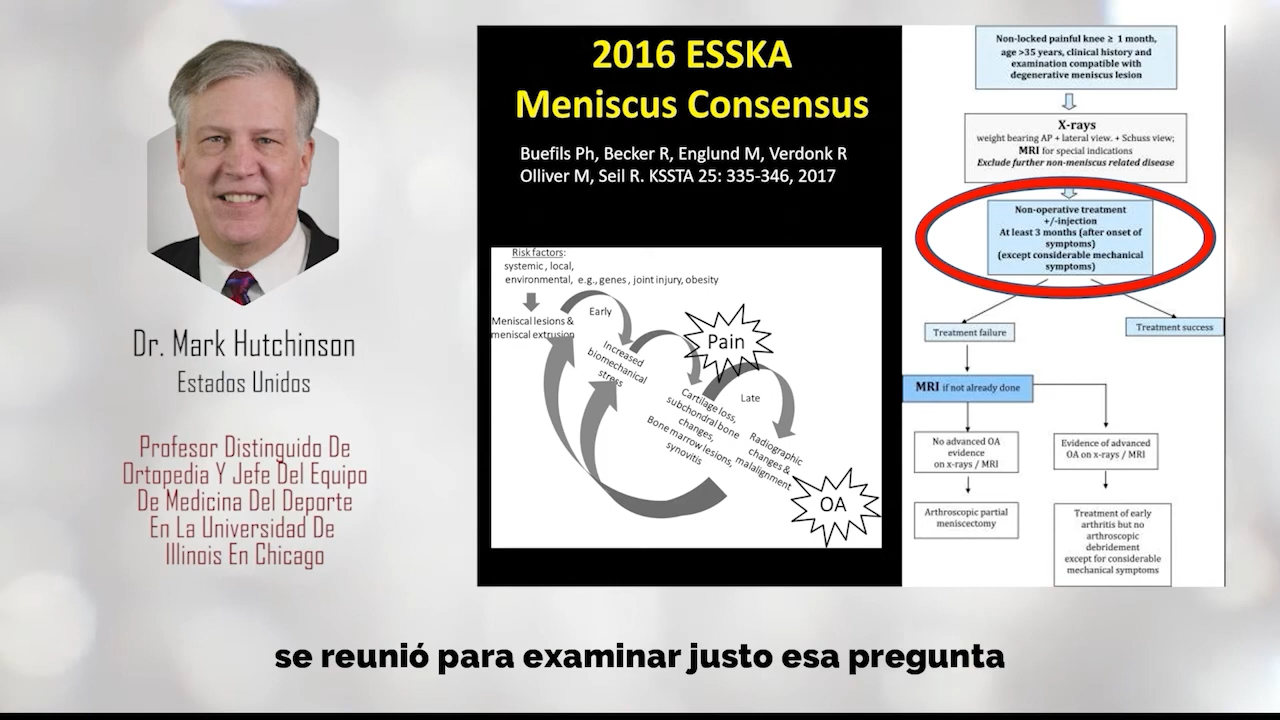 Dr. Mark Hutchinson
Estados Unidos
Profesor Distinguido De
Ortopedia Y Jefe Del Equipo
De Medicina Del Deporte
En La Universidad De
Illinois En Chicago
2016 ESSKA
Meniscus Consensus
Buefils Ph, Becker R, Englund M, Verdonk R
Olliver M, Seil R. KSSTA 25: 335-346, 2017
Risk factors:
systemic, local,
environmental, e.g., genes, joint injury, obesity
Meniscal lesions &
meniscal extrusion
Early
Increased
biomechanical
stress
Pain
Cartilage loss,
subchondral bone
changes,
Bone marrow lesions,
synovitis
Late
Radiographic
changes &
malalignment
OA
Non-locked painful knee ≥ 1 month,
age >35 years, clinical history and
examination compatible with
degenerative meniscus lesion
X-rays
weight bearing AP + lateral view. + Schuss view;
MRI for special indications
Exclude further non-meniscus related disease
Non-operative treatment
+/-injection
At least 3 months (after onset of
symptoms)
(except considerable mechanical
symptoms)
Treatment failure
Treatment success
MRI if not already done
No advanced OA
evidence
on x-rays / MRI
Evidence of advanced
OA on x-rays / MRI
Arthroscopic partial
meniscectomy
Treatment of early
arthritis but no
arthroscopic
debridement
except for considerable
mechanical symptoms
se reunió para examinar justo esa pregunta